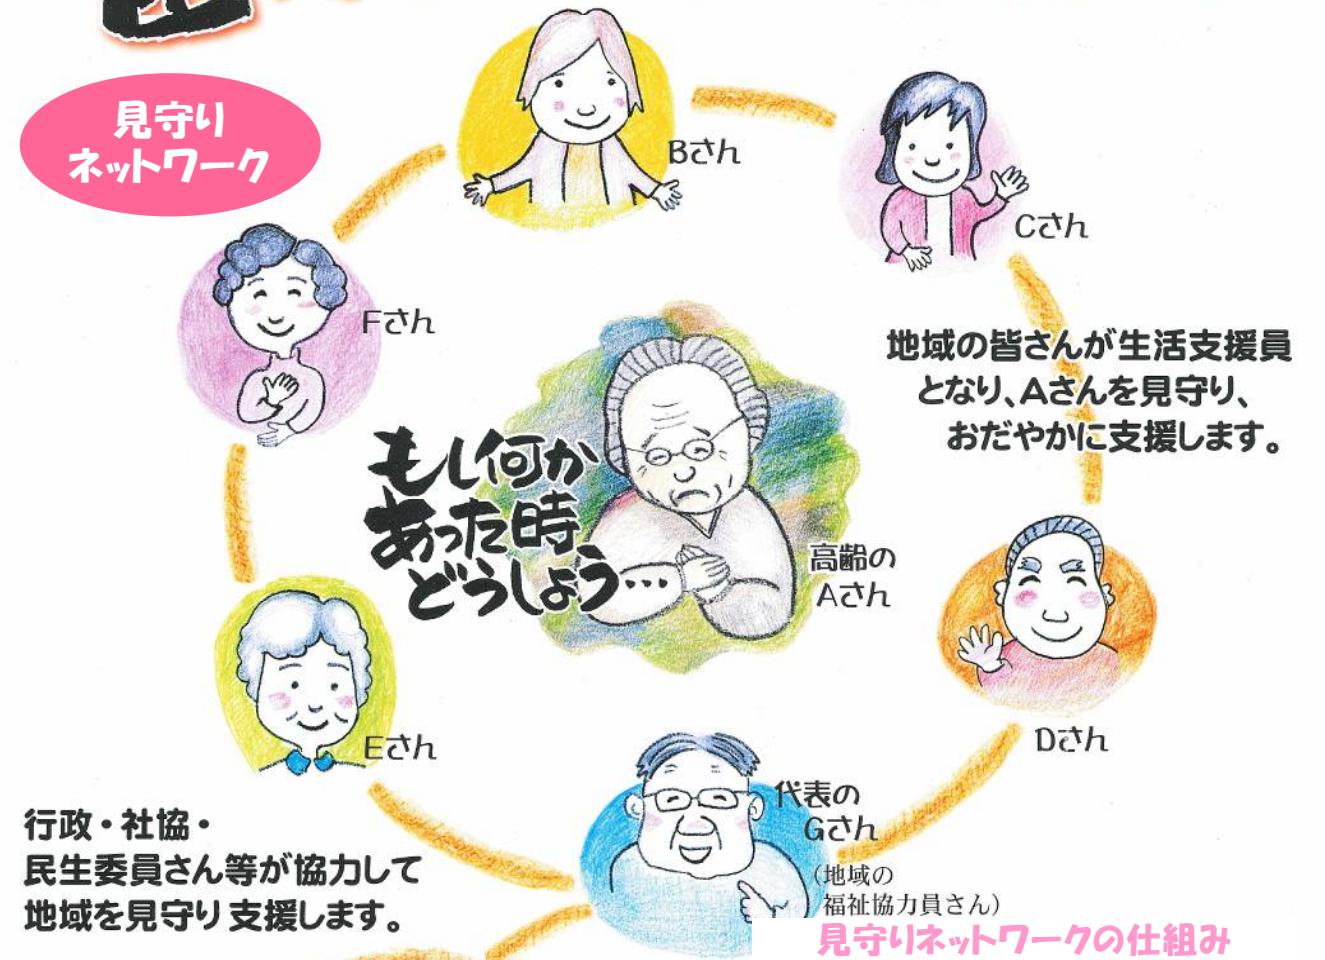 見守り
ネットワーク
Bさん
Cさん
Fさん
地域の皆さんが生活支援員
となり、Aさんを見守り、
おだやかに支援します。
もし何か
あった時、
どうしよう…
高齢の
Aさん
Dさん
Eさん
代表の
Gさん
(地域の
福祉協力員さん)
行政・社協・
民生委員さん等が協力して
地域を見守り支援します。
見守りネットワークの仕組み